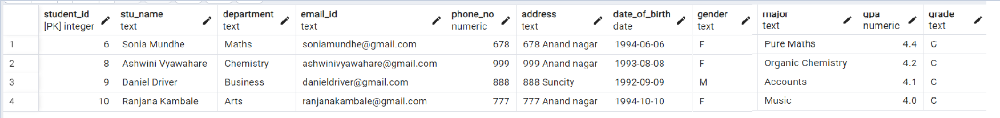 student_id stu_name department email_id phone_no address date_of_birth gender major gpa grade
[PK] integer text text text numeric text date text text numeric text
1 6 Sonia Mundhe Maths soniamundhe@gmail.com 678 678 Anand nagar 1994-06-06 F Pure Maths 4.4 C
2 8 Ashwini Vyawahare Chemistry ashwinivyawahare@gmail.com 999 999 Anand nagar 1993-08-08 F Organic Chemistry 4.2 C
3 9 Daniel Driver Business danieldriver@gmail.com 888 888 Suncity 1992-09-09 M Accounts 4.1 C
4 10 Ranjana Kambale Arts ranjanakambale@gmail.com 777 777 Anand nagar 1994-10-10 F Music 4.0 C